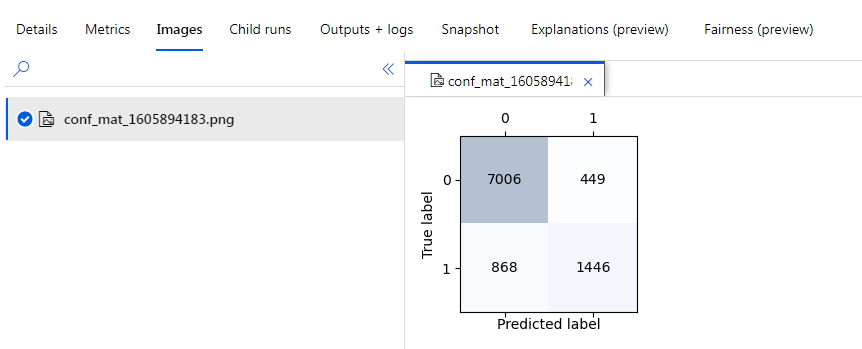 Details Metrics Images Child runs Outputs + logs Snapshot Explanations (preview) Fairness (preview)
conf_mat_1605894183.png
conf_mat_16058941
0 1
0 7006 449
True label
1 868 1446
Predicted label